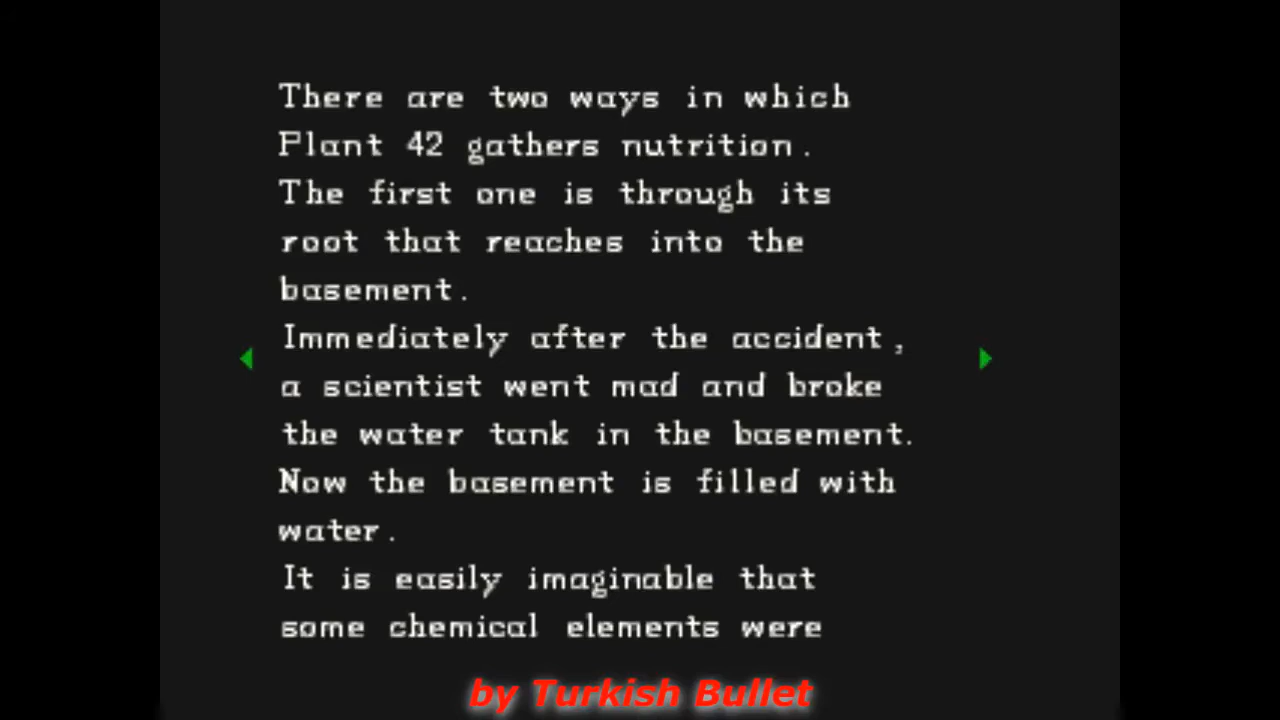 There are two ways in which
Plant 42 gathers nutrition.
The first one is through its
root that reaches into the
basement.
Immediately after the accident,
a scientist went mad and broke
the water tank in the basement.
Now the basement is filled with
water.
It is easily imaginable that
some chemical elements were
by Turkish Bullet